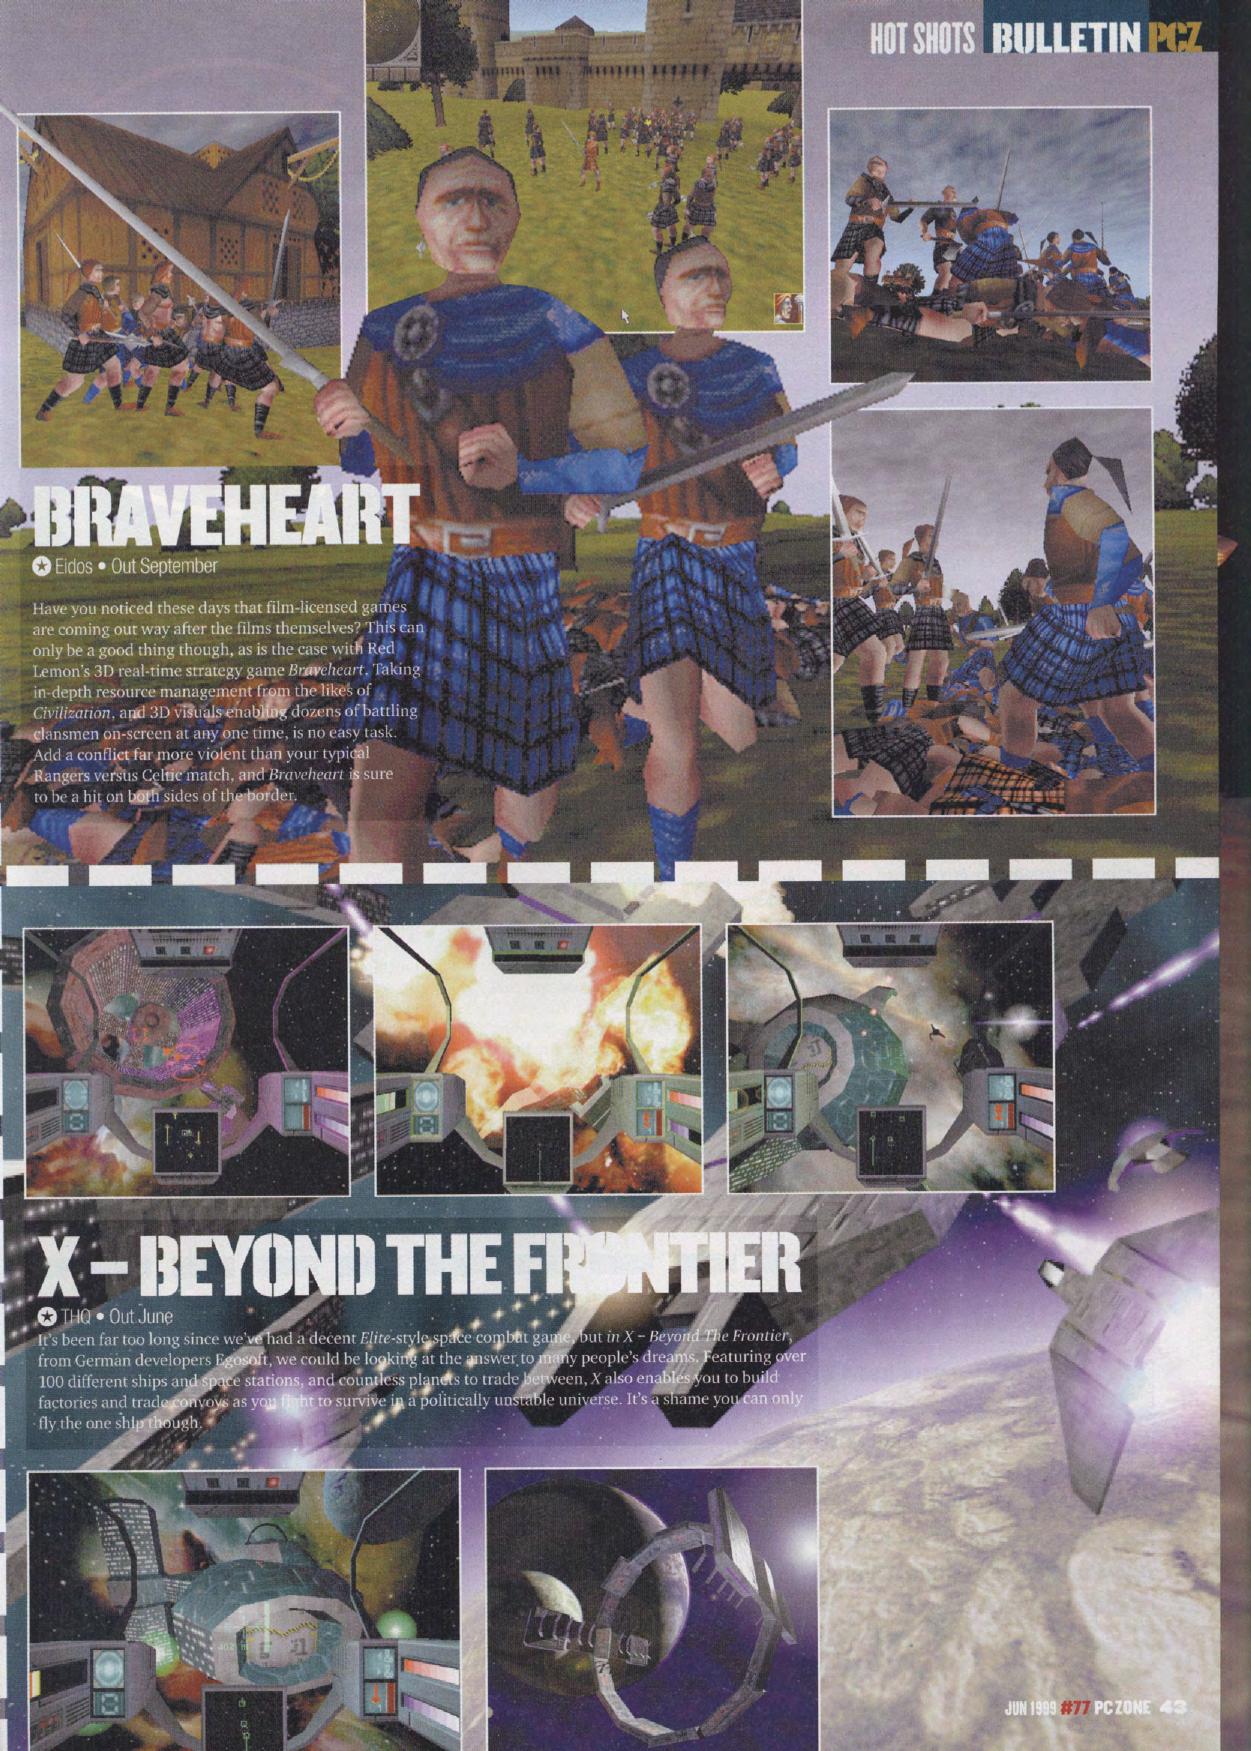 HOT SHOTS BULLETIN PCZ
BRAVEHEART
Eidos • Out September
Have you noticed these days that film-licensed games
are coming out way after the films themselves? This can
only be a good thing though, as is the case with Red
Lemon's 3D real-time strategy game Braveheart. Taking
in-depth resource management from the likes of
Civilization, and 3D visuals enabling dozens of battling
clansmen on-screen at any one time, is no easy task.
Add a conflict far more violent than your typical
Rangers versus Celtic match, and Braveheart is sure
to be a hit on both sides of the border.
X – BEYOND THE FRONTIER
THQ • Out June
It's been far too long since we've had a decent Elite-style space combat game, but in X – Beyond The Frontier,
from German developers Egosoft, we could be looking at the answer to many people's dreams. Featuring over
100 different ships and space stations, and countless planets to trade between, X also enables you to build
factories and trade convoys as you fight to survive in a politically unstable universe. It's a shame you can only
fly the one ship though.
JUN 1999 #77 PC ZONE 43